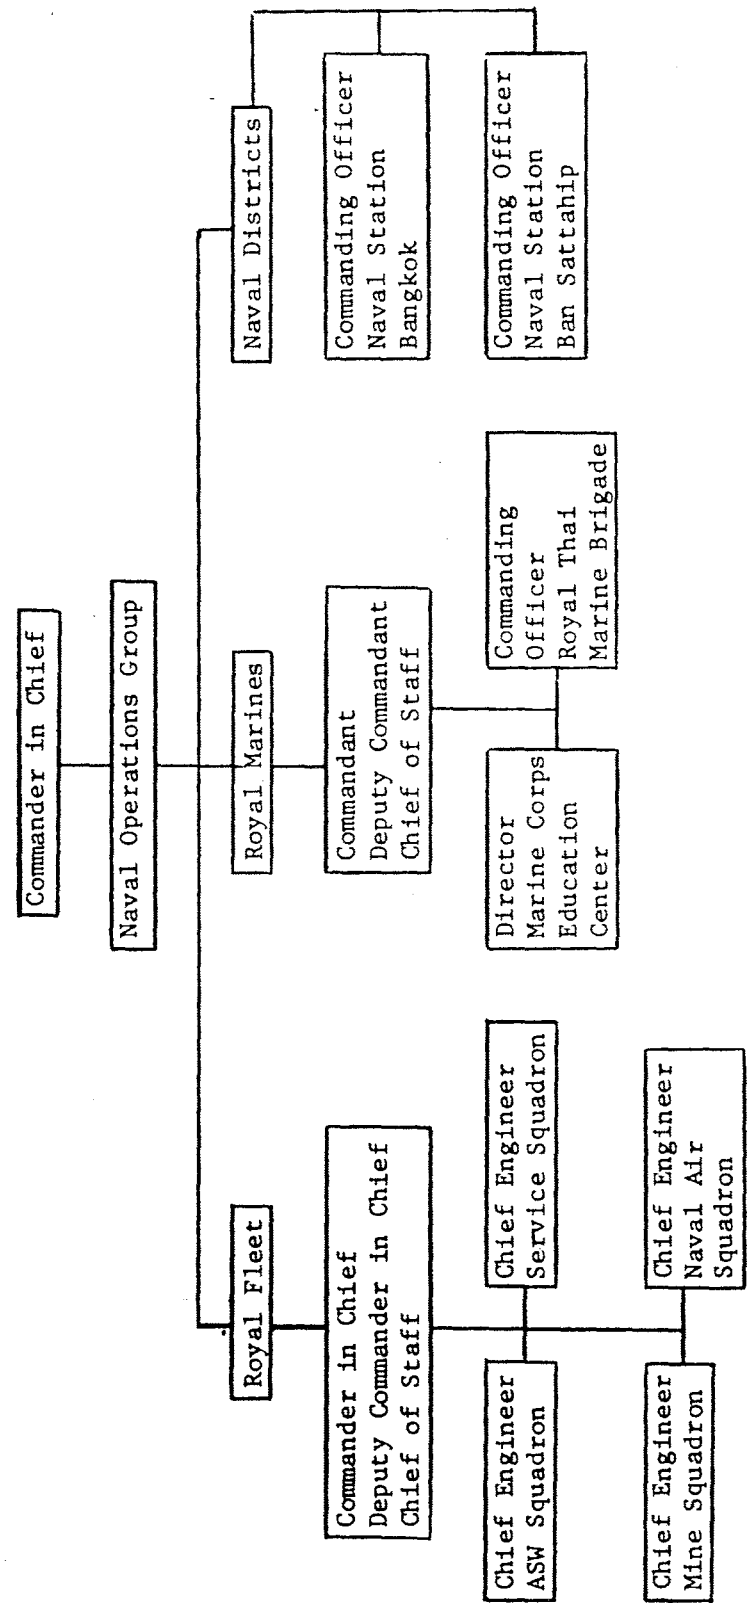 Commander in Chief
Naval Operations Group
Royal Fleet
Royal Marines
Naval Districts
Commander in Chief
Deputy Commander in Chief
Chief of Staff
Commandant
Deputy Commandant
Chief of Staff
Commanding Officer
Naval Station
Bangkok
Chief Engineer
ASW Squadron
Chief Engineer
Service Squadron
Director
Marine Corps
Education
Center
Commanding
Officer
Royal Thai
Marine Brigade
Commanding Officer
Naval Station
Ban Sattahip
Chief Engineer
Mine Squadron
Chief Engineer
Naval Air
Squadron